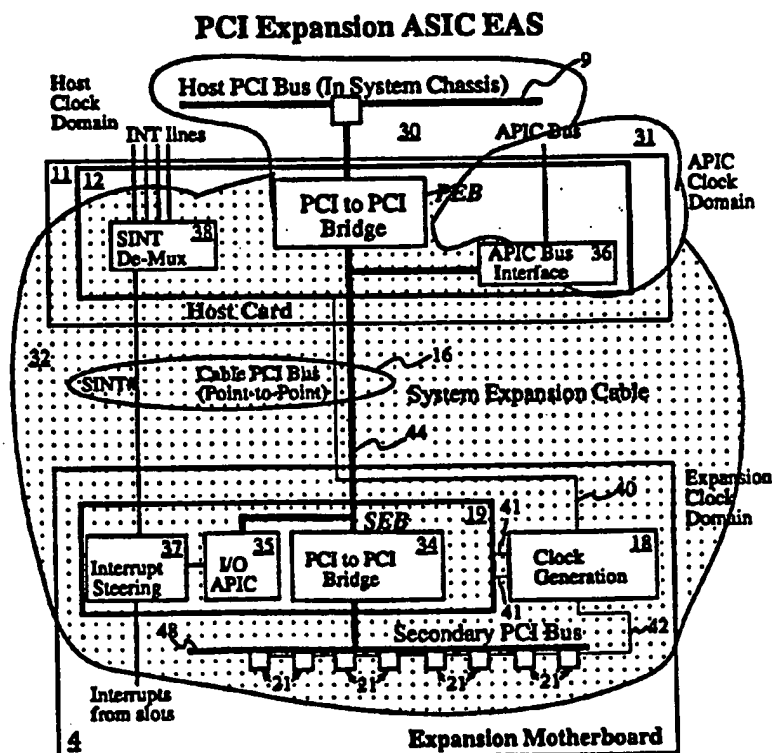 PCI Expansion ASIC EAS
Host
Clock
Domain
Host PCI Bus (In System Chassis)
9
INT lines
30
APIC Bus
31
APIC
Clock
Domain
11
12
PCI to PCI
Bridge
PEB
SINT
De-Mux
38
APIC Bus
Interface
36
Host Card
32
SINT#
Cable PCI Bus
(Point-to-Point)
16
System Expansion Cable
44
40
Expansion
Clock
Domain
SEB
19
41
Interrupt
Steering
37
I/O
APIC
35
PCI to PCI
Bridge
34
Clock
Generation
18
41
Secondary PCI Bus
42
48
21
21
21
21
Interrupts
from slots
4
Expansion Motherboard